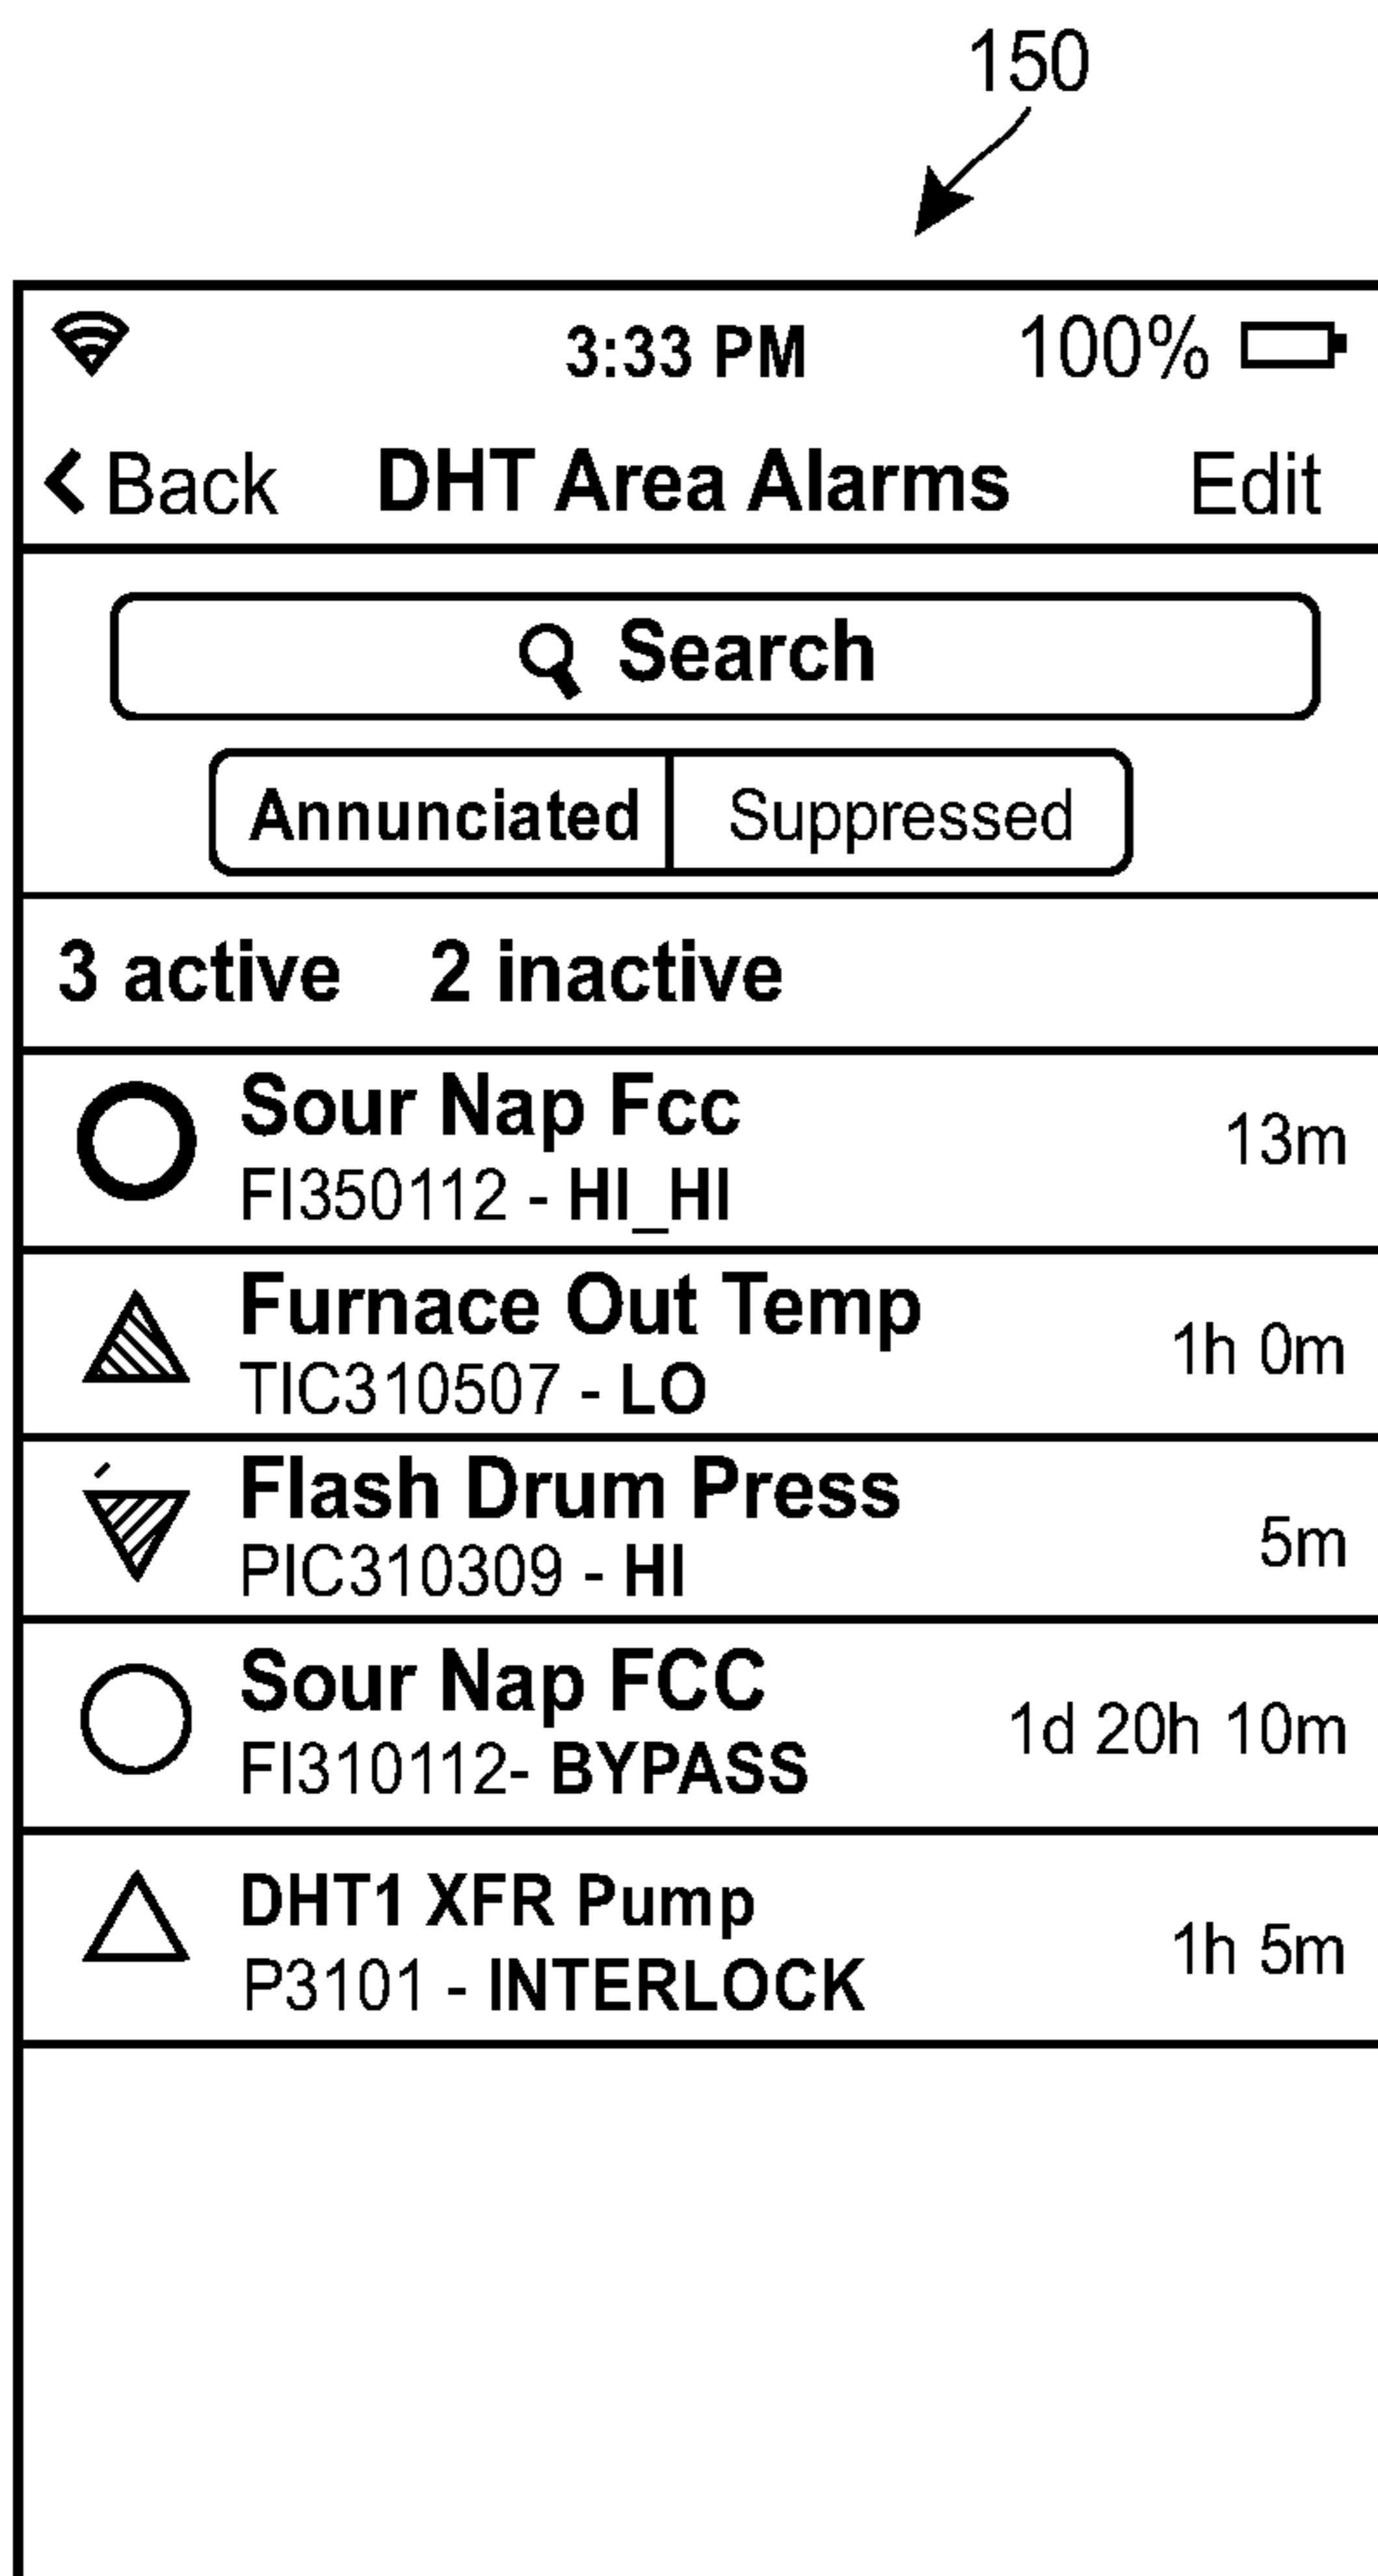 150
3:33 PM 100%
Back DHT Area Alarms Edit
Search
Annunciated Suppressed
3 active 2 inactive
Sour Nap Fcc
FI350112 - HI_HI 13m
Furnace Out Temp
TIC310507 - LO 1h 0m
Flash Drum Press
PIC310309 - HI 5m
Sour Nap FCC
FI310112- BYPASS 1d 20h 10m
DHT1 XFR Pump
P3101 - INTERLOCK 1h 5m